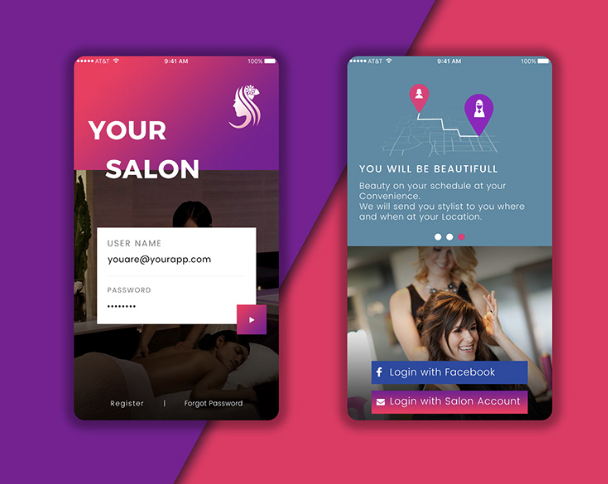 AT&T
9:41 AM
100%
YOUR
SALON
USER NAME
youare@yourapp.com
PASSWORD
••••••••
Register | Forgot Password
AT&T
9:41 AM
100%
YOU WILL BE BEAUTIFULL
Beauty on your schedule at your
Convenience.
We will send you stylist to you where
and when at your Location.
Login with Facebook
Login with Salon Account